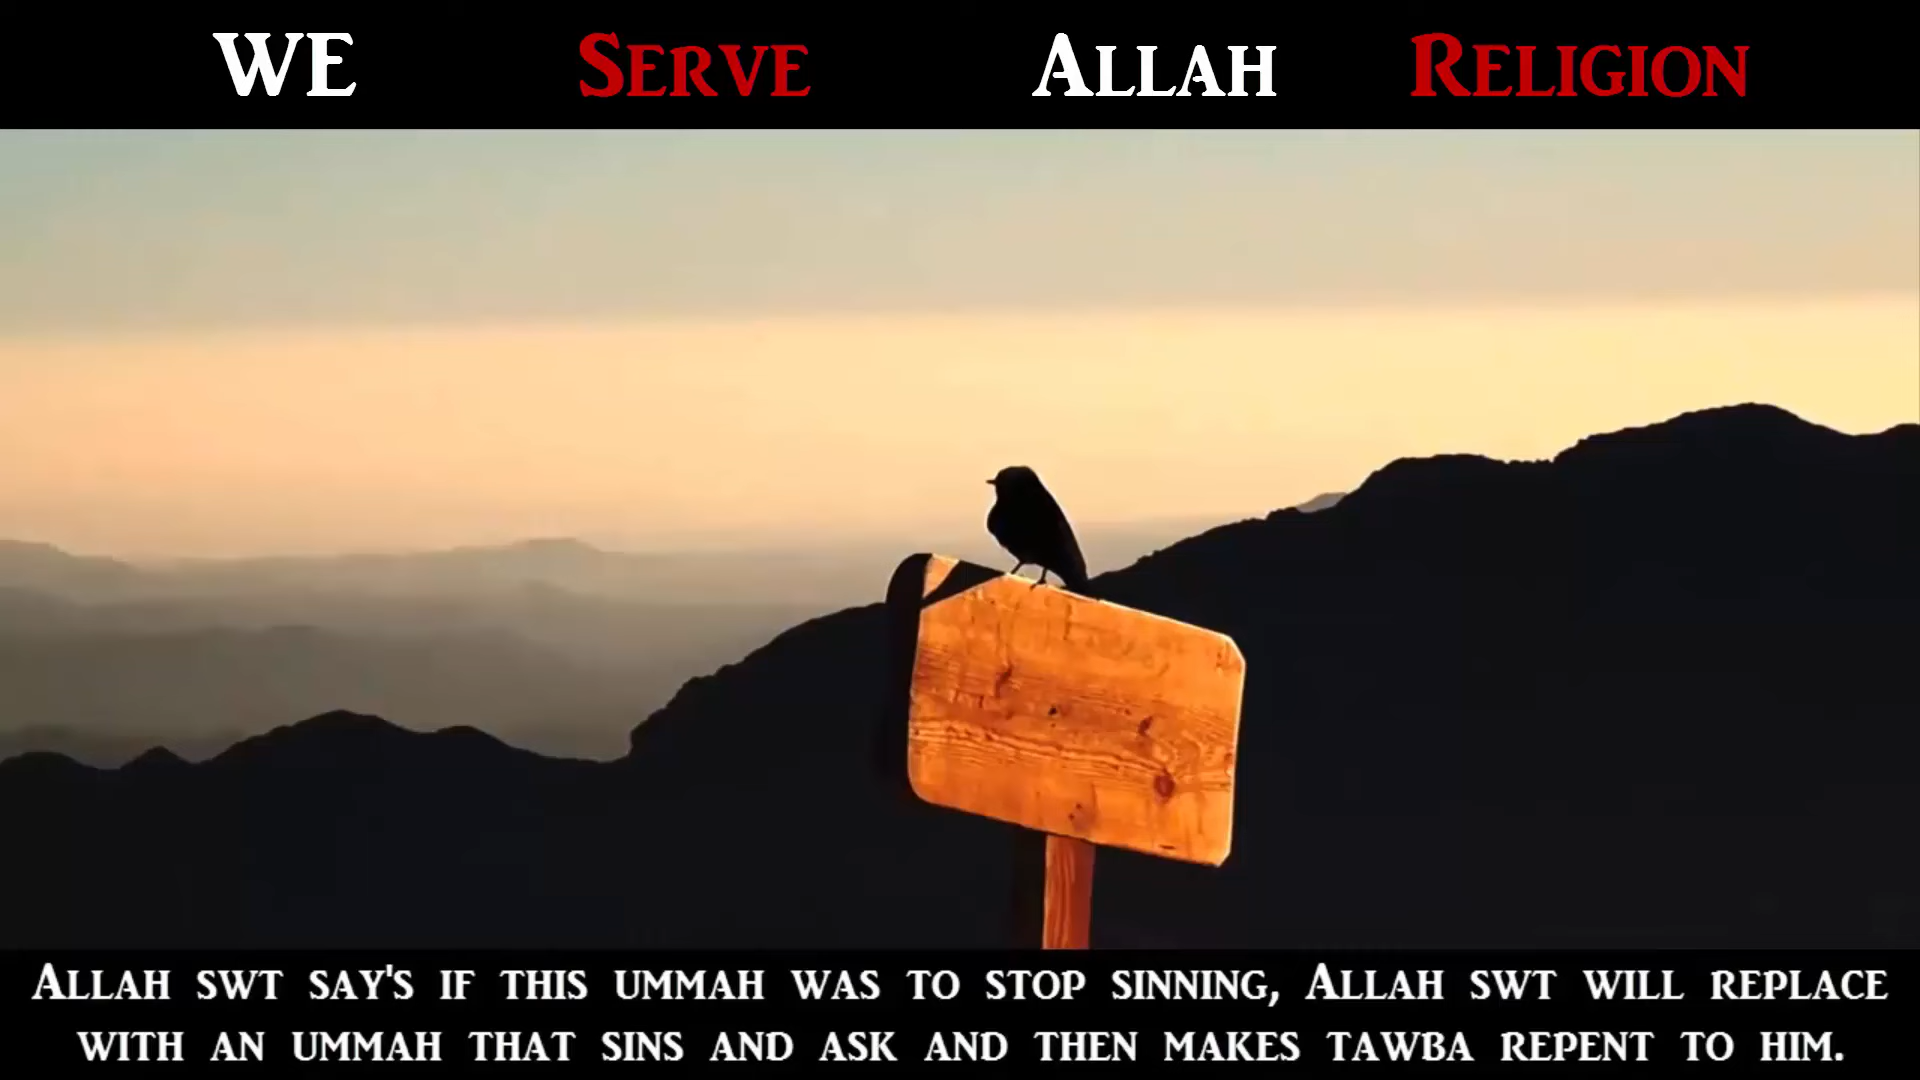 WE Serve Allah Religion
Allah swt say's if this ummah was to stop sinning, Allah swt will replace
with an ummah that sins and ask and then makes tawba repent to him.